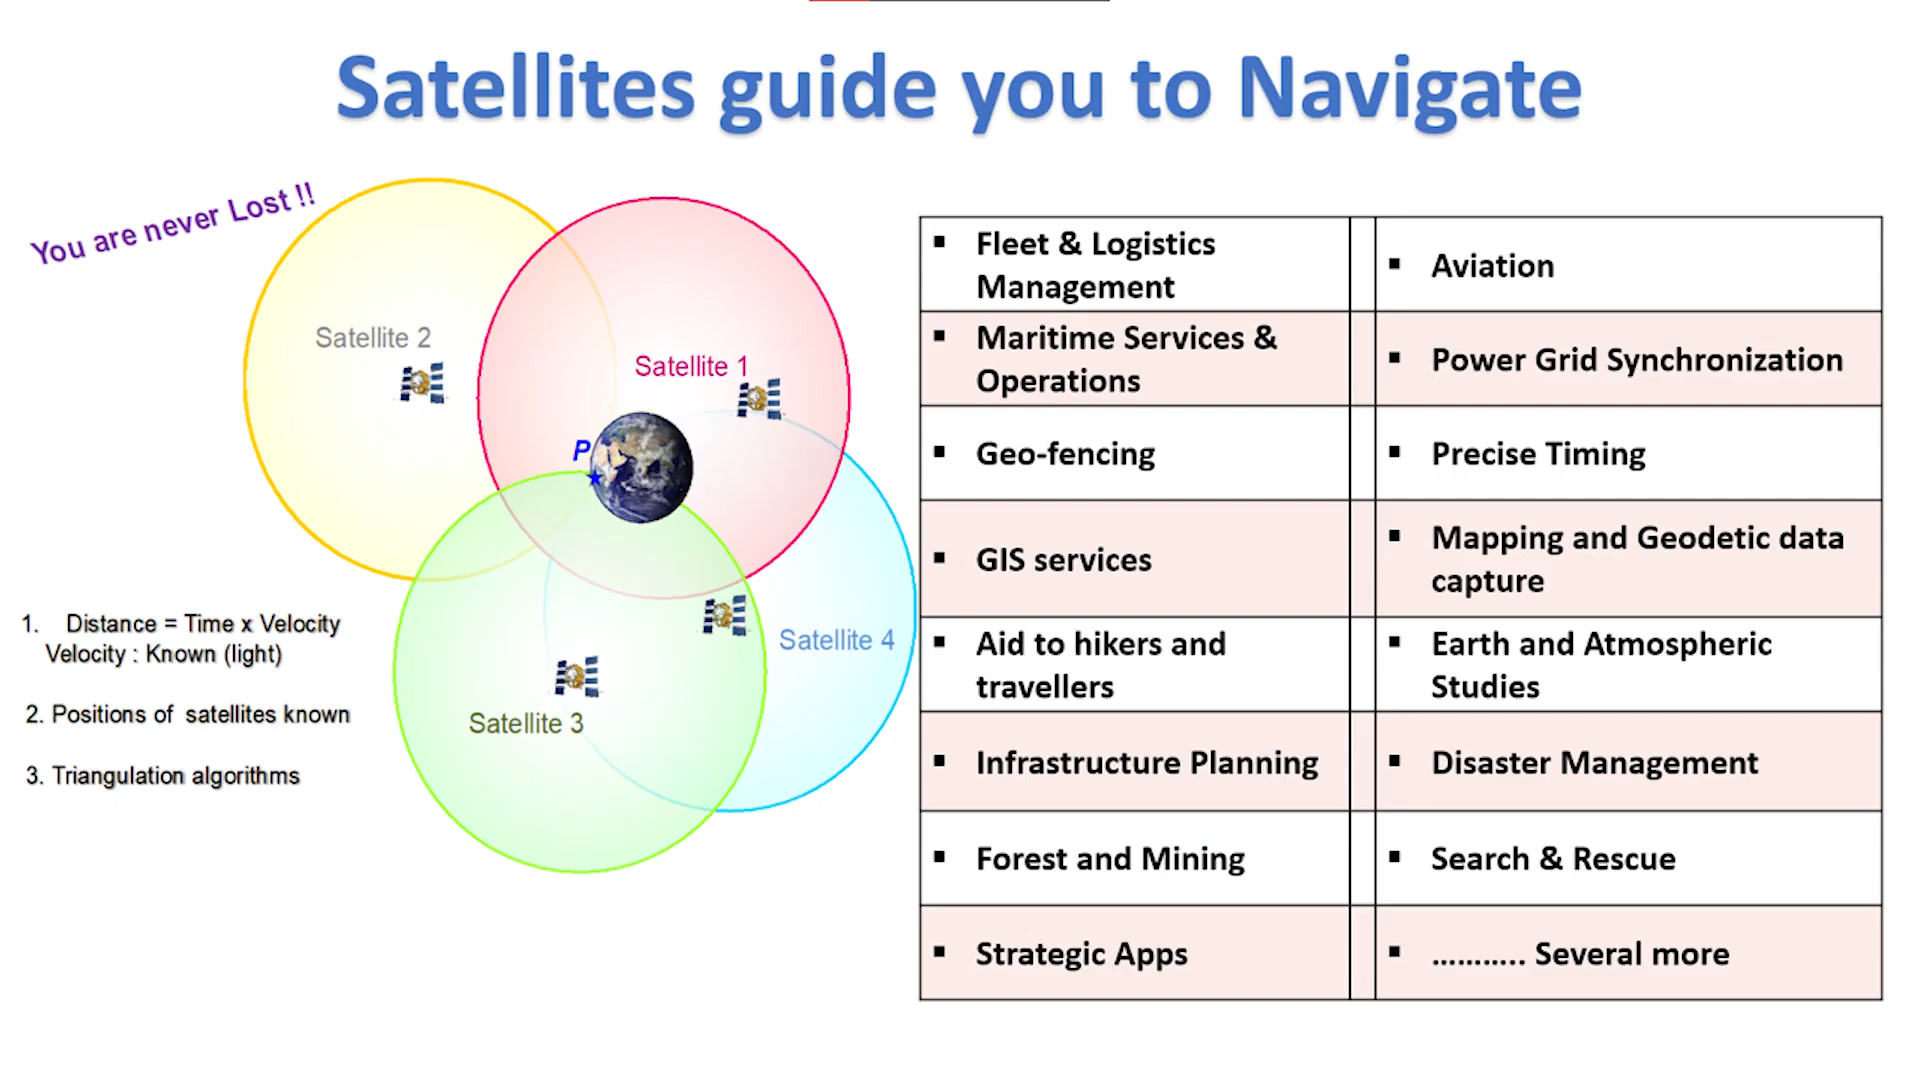 Satellites guide you to Navigate
You are never Lost !!
Satellite 2
Satellite 1
P
Satellite 4
Satellite 3
1. Distance = Time x Velocity
Velocity : Known (light)
2. Positions of satellites known
3. Triangulation algorithms
▪ Fleet & Logistics
Management
▪ Aviation
▪ Maritime Services &
Operations
▪ Power Grid Synchronization
▪ Geo-fencing
▪ Precise Timing
▪ GIS services
▪ Mapping and Geodetic data
capture
▪ Aid to hikers and
travellers
▪ Earth and Atmospheric
Studies
▪ Infrastructure Planning
▪ Disaster Management
▪ Forest and Mining
▪ Search & Rescue
▪ Strategic Apps
▪ ........... Several more